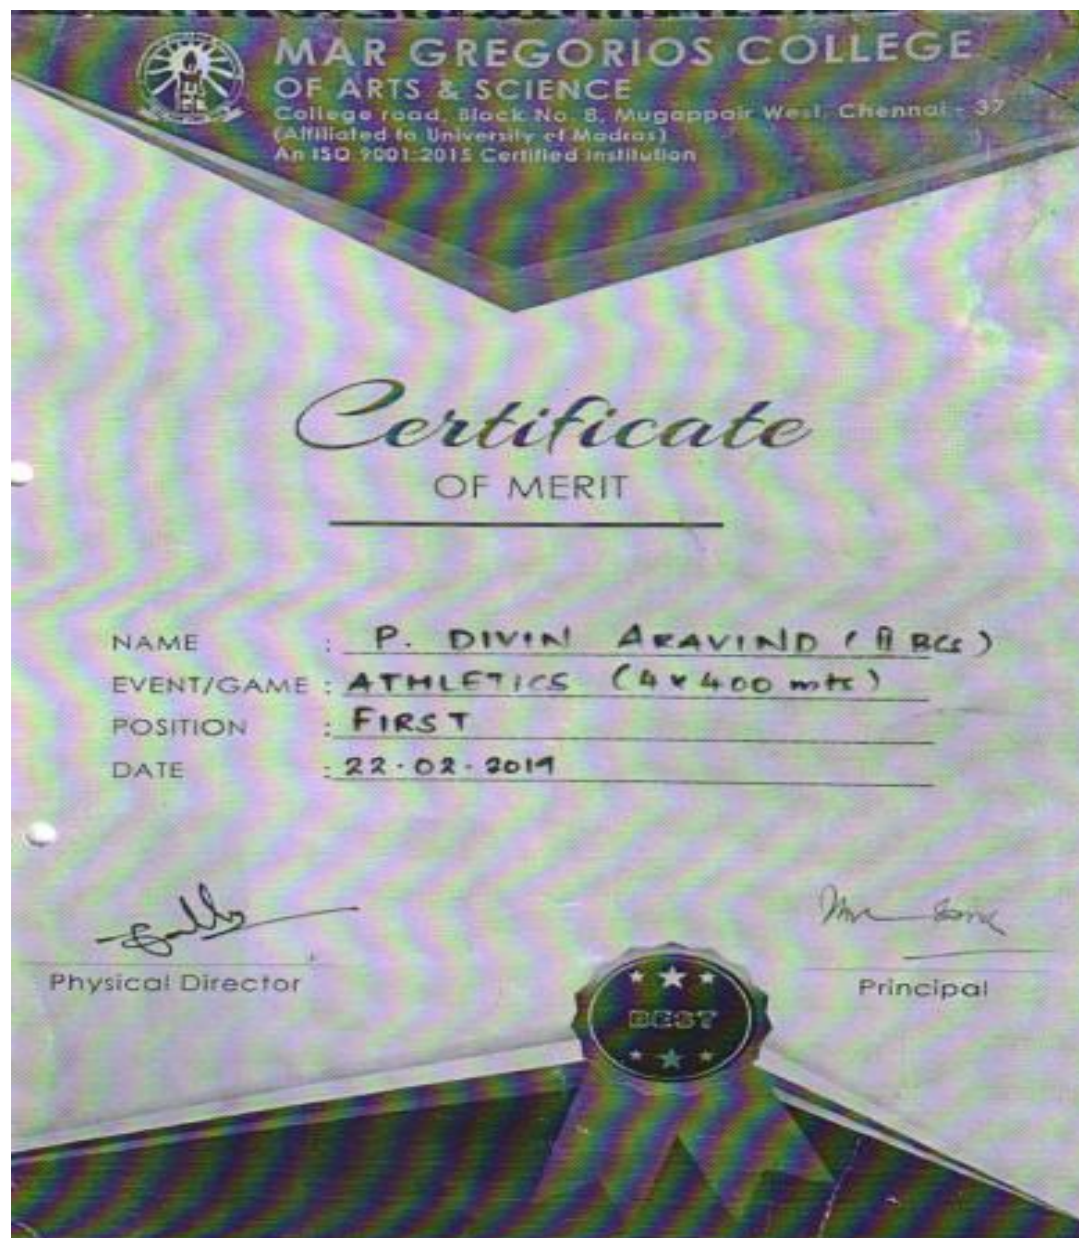 MAR GREGORIOS COLLEGE
OF ARTS & SCIENCE
College road, Block No. 8, Mugappair West, Chennai - 37
(Affiliated to University of Madras)
An ISO 9001:2015 Certified Institution
Certificate
OF MERIT
NAME : P. DIVIN ARAVIND (II BCS)
EVENT/GAME : ATHLETICS (4x400 mts)
POSITION : FIRST
DATE : 22.02.2019
Physical Director
Principal
BEST